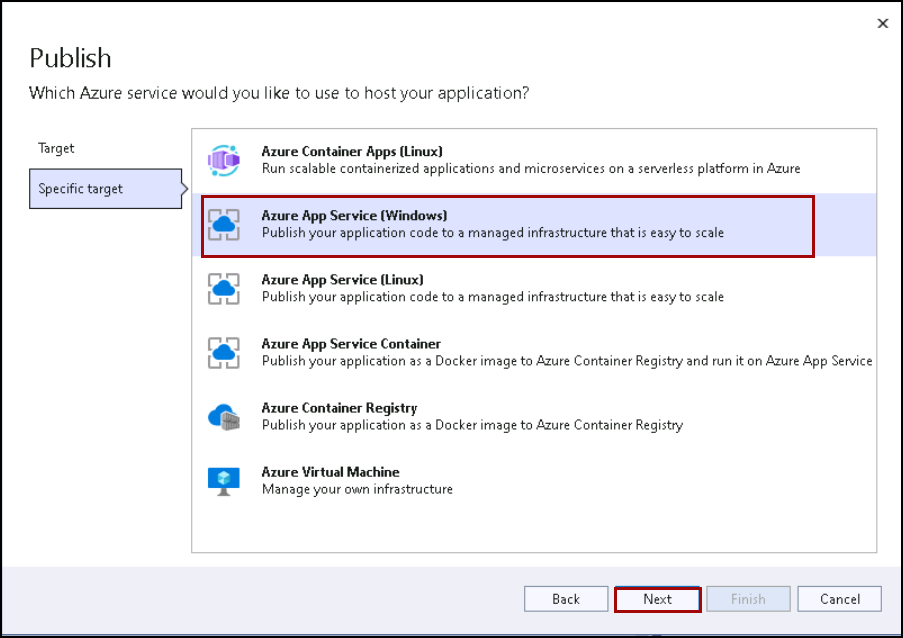 Publish
Which Azure service would you like to use to host your application?
Target
Specific target
Azure Container Apps (Linux)
Run scalable containerized applications and microservices on a serverless platform in Azure
Azure App Service (Windows)
Publish your application code to a managed infrastructure that is easy to scale
Azure App Service (Linux)
Publish your application code to a managed infrastructure that is easy to scale
Azure App Service Container
Publish your application as a Docker image to Azure Container Registry and run it on Azure App Service
Azure Container Registry
Publish your application as a Docker image to Azure Container Registry
Azure Virtual Machine
Manage your own infrastructure
Back
Next
Finish
Cancel